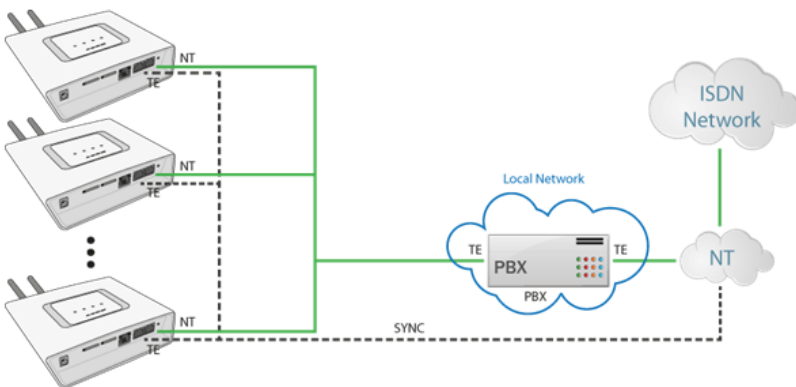 NT
TE
ISDN
Network
NT
TE
Local Network
TE
PBX
TE
PBX
NT
NT
TE
SYNC